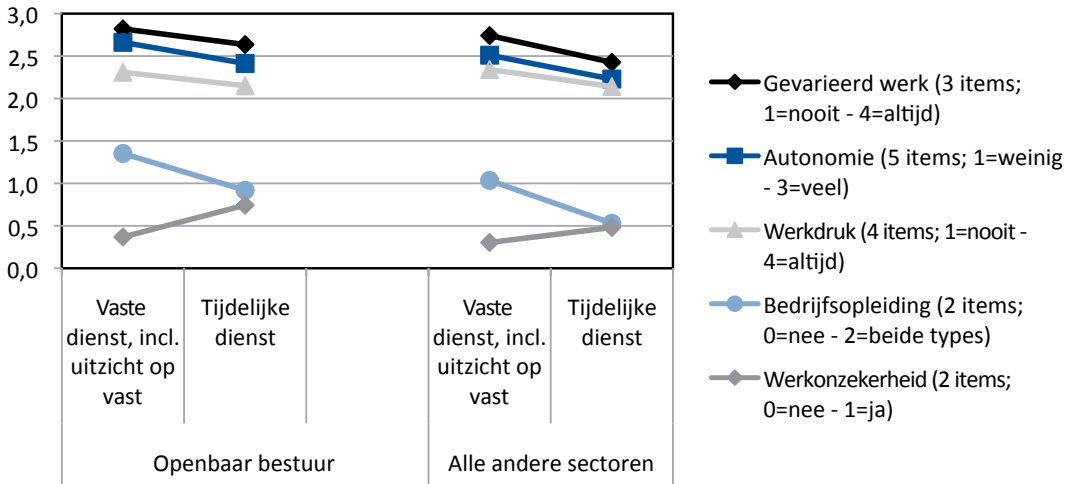 3,0
2,5
2,0
1,5
1,0
0,5
0,0
Vaste
dienst, incl.
uitzicht op
vast
Tijdelijke
dienst
Vaste
dienst, incl.
uitzicht op
vast
Tijdelijke
dienst
Openbaar bestuur
Alle andere sectoren
Gevarieerd werk (3 items;
1=nooit - 4=altijd)
Autonomie (5 items; 1=weinig
- 3=veel)
Werkdruk (4 items; 1=nooit -
4=altijd)
Bedrijfsopleiding (2 items;
0=nee - 2=beide types)
Werkonzekerheid (2 items;
0=nee - 1=ja)